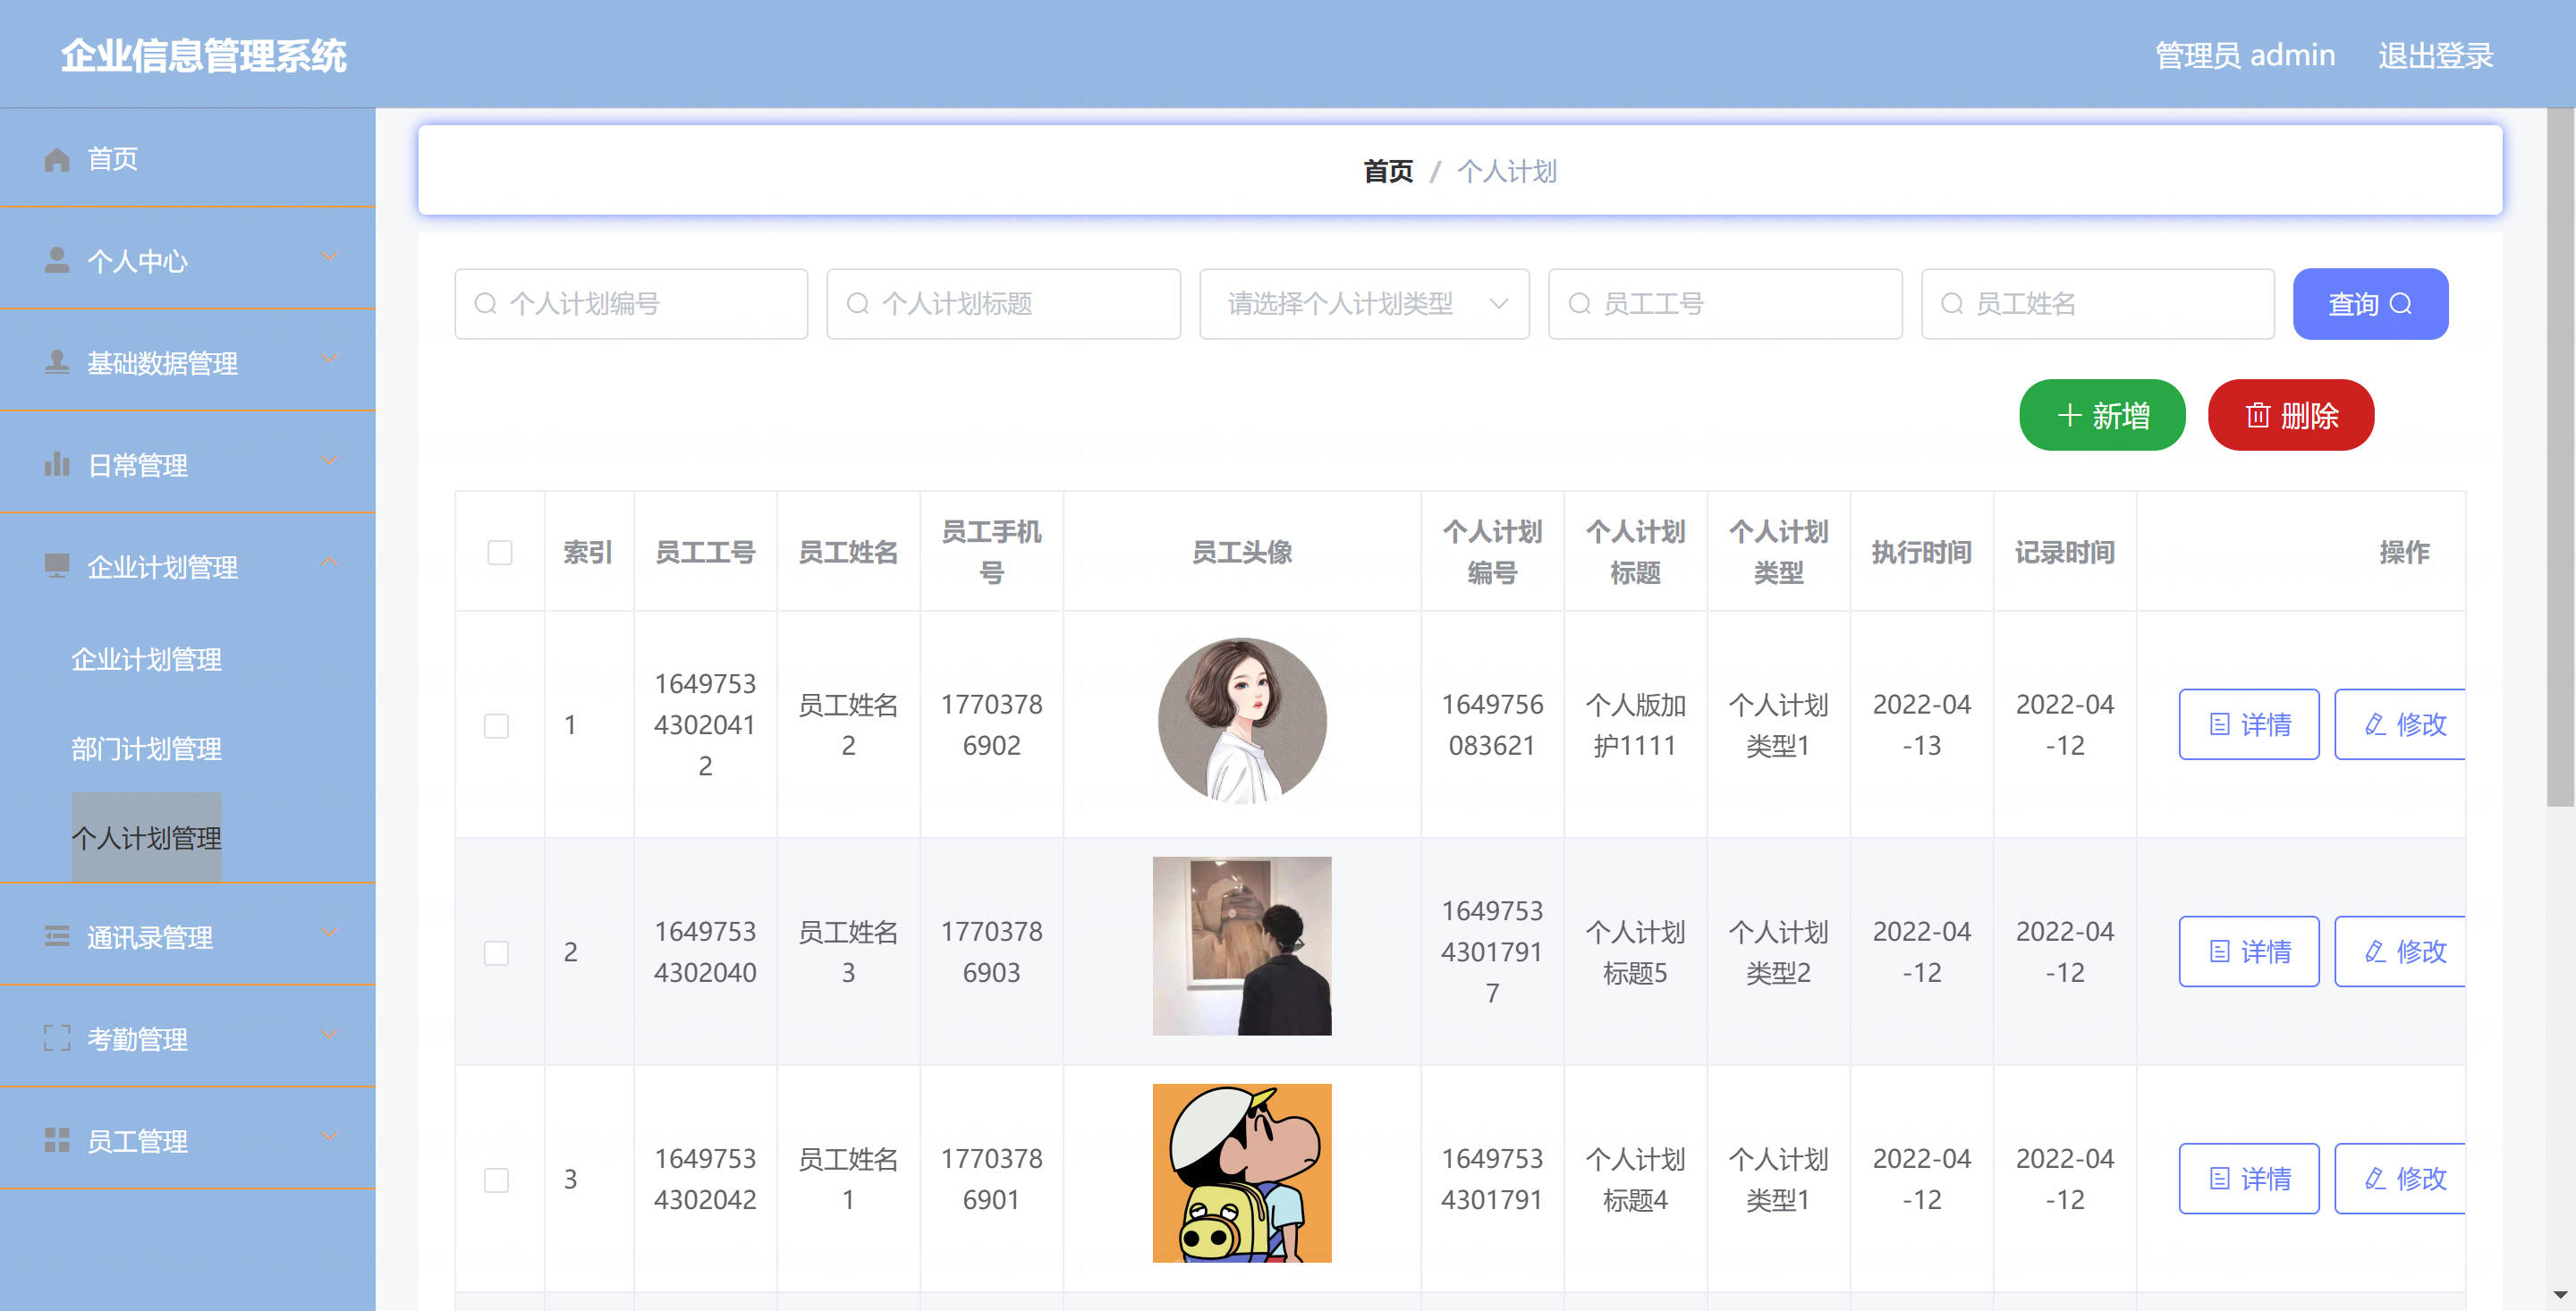 企业信息管理系统
管理员 admin 退出登录
首页
个人中心
基础数据管理
日常管理
企业计划管理
企业计划管理
部门计划管理
个人计划管理
通讯录管理
考勤管理
员工管理
首页 / 个人计划
个人计划编号 个人计划标题 请选择个人计划类型 员工工号 员工姓名 查询
新增 删除
索引 员工工号 员工姓名 员工手机号 员工头像 个人计划编号 个人计划标题 个人计划类型 执行时间 记录时间 操作
1 164975343020412 员工姓名2 17703786902 1649756083621 个人版加护1111 个人计划类型1 2022-04-13 2022-04-12 详情 修改
2 16497534302040 员工姓名3 17703786903 164975343017917 个人计划标题5 个人计划类型2 2022-04-12 2022-04-12 详情 修改
3 16497534302042 员工姓名1 17703786901 16497534301791 个人计划标题4 个人计划类型1 2022-04-12 2022-04-12 详情 修改